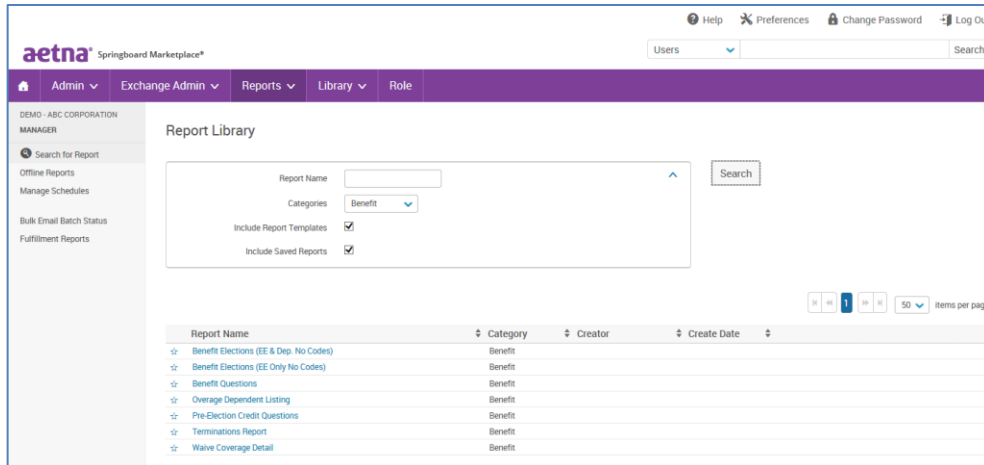 Help Preferences Change Password Log Ou
aetna® Springboard Marketplace® Users Search
Admin Exchange Admin Reports Library Role
DEMO - ABC CORPORATION
MANAGER
Search for Report
Offline Reports
Manage Schedules
Bulk Email Batch Status
Fulfillment Reports
Report Library
Report Name
Search
Categories Benefit
Include Report Templates
Include Saved Reports
1 50 items per pag
Report Name Category Creator Create Date
Benefit Elections (EE & Dep. No Codes) Benefit
Benefit Elections (EE Only No Codes) Benefit
Benefit Questions Benefit
Overage Dependent Listing Benefit
Pre-Election Credit Questions Benefit
Terminations Report Benefit
Waive Coverage Detail Benefit